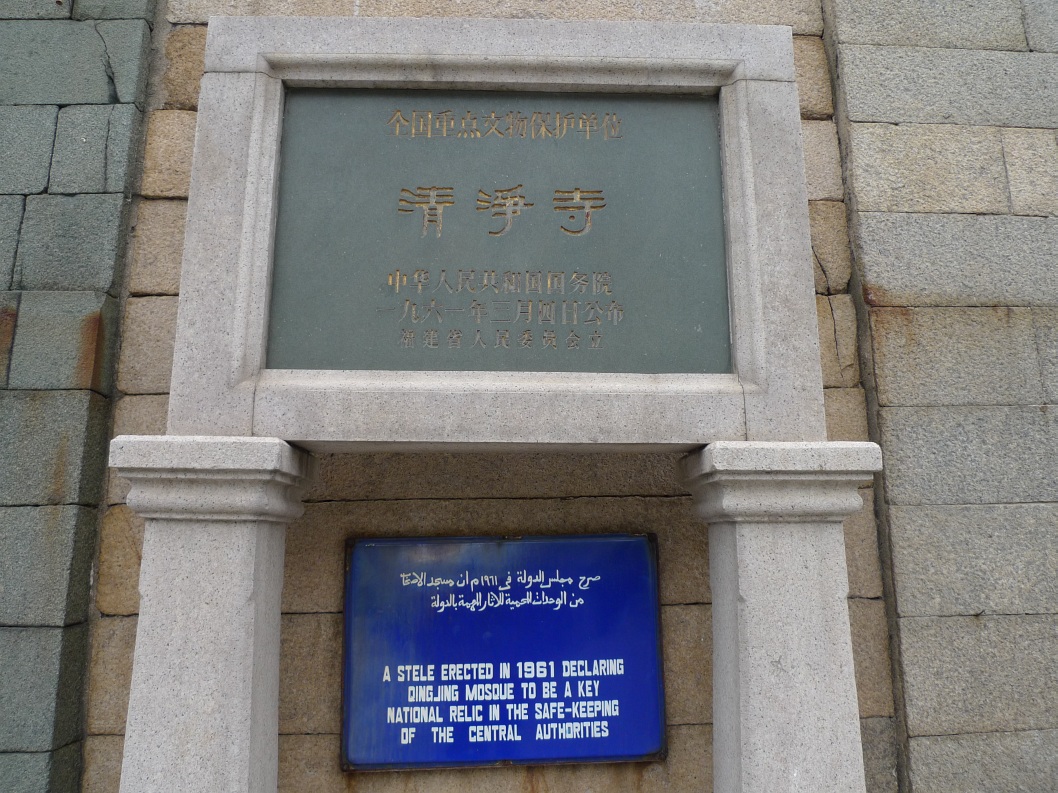 全国重点文物保护单位
清淨寺
中华人民共和国国务院
一九六一年三月四日公布
福建省人民委员会立
صرح مجلس الدولة فى ١٩٦١م ان مسجد الاصحاب
من الوحدات المحمية للاثار المهمة بالدولة
A STELE ERECTED IN 1961 DECLARING
QINGJING MOSQUE TO BE A KEY
NATIONAL RELIC IN THE SAFE-KEEPING
OF THE CENTRAL AUTHORITIES